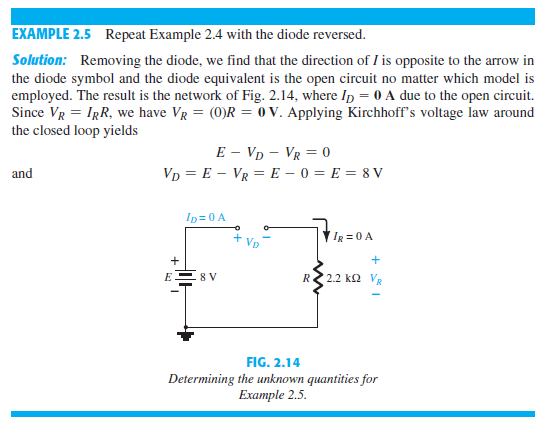 EXAMPLE 2.5 Repeat Example 2.4 with the diode reversed.
Solution: Removing the diode, we find that the direction of I is opposite to the arrow in
the diode symbol and the diode equivalent is the open circuit no matter which model is
employed. The result is the network of Fig. 2.14, where I_D = 0 A due to the open circuit.
Since V_R = I_R R, we have V_R = (0)R = 0 V. Applying Kirchhoff's voltage law around
the closed loop yields
E − V_D − V_R = 0
and V_D = E − V_R = E − 0 = E = 8 V
I_D = 0 A
+ V_D −
I_R = 0 A
+
E 8 V
−
R 2.2 kΩ
+
V_R
−
FIG. 2.14
Determining the unknown quantities for
Example 2.5.